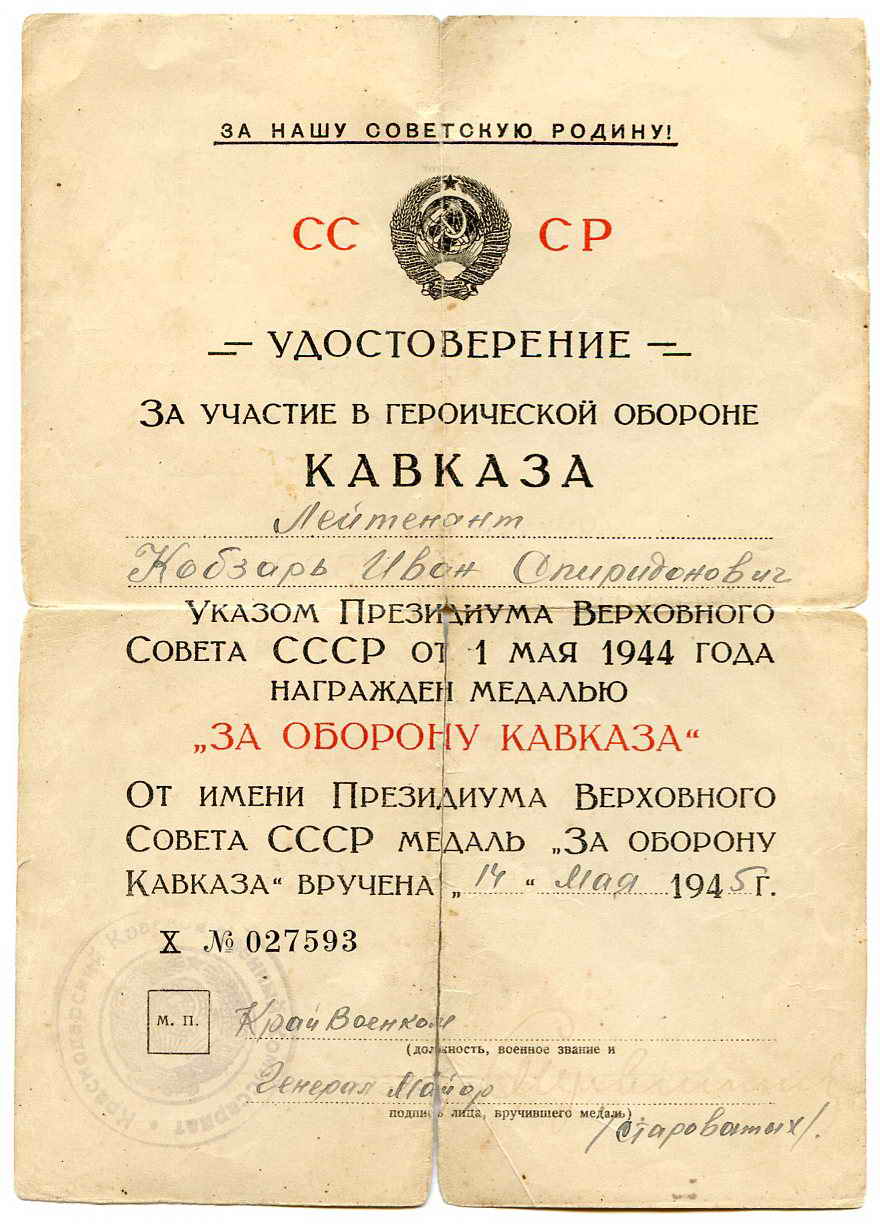 ЗА НАШУ СОВЕТСКУЮ РОДИНУ!
СС СР
УДОСТОВЕРЕНИЕ
ЗА УЧАСТИЕ В ГЕРОИЧЕСКОЙ ОБОРОНЕ
КАВКАЗА
Лейтенант
Кобзарь Иван Спиридонович
УКАЗОМ ПРЕЗИДИУМА ВЕРХОВНОГО
СОВЕТА СССР ОТ 1 МАЯ 1944 ГОДА
НАГРАЖДЕН МЕДАЛЬЮ
„ЗА ОБОРОНУ КАВКАЗА“
ОТ ИМЕНИ ПРЕЗИДИУМА ВЕРХОВНОГО
СОВЕТА СССР МЕДАЛЬ „ЗА ОБОРОНУ
КАВКАЗА“ ВРУЧЕНА „14“ Мая 1945 Г.
X № 027593
М. П.
КрайВоенком
(должность, военное звание и
Генерал Майор
подпись лица, вручившего медаль)
/Староватых/.